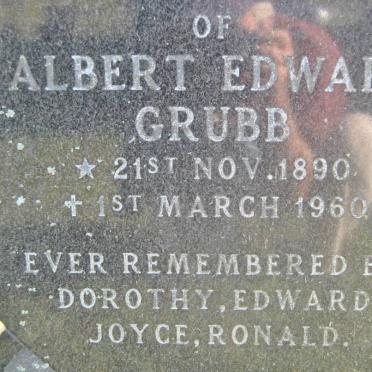 OF
ALBERT EDWA
GRUBB
★ 21ST NOV. 1890
✝ 1ST MARCH 1960
EVER REMEMBERED
DOROTHY, EDWARD
JOYCE, RONALD.